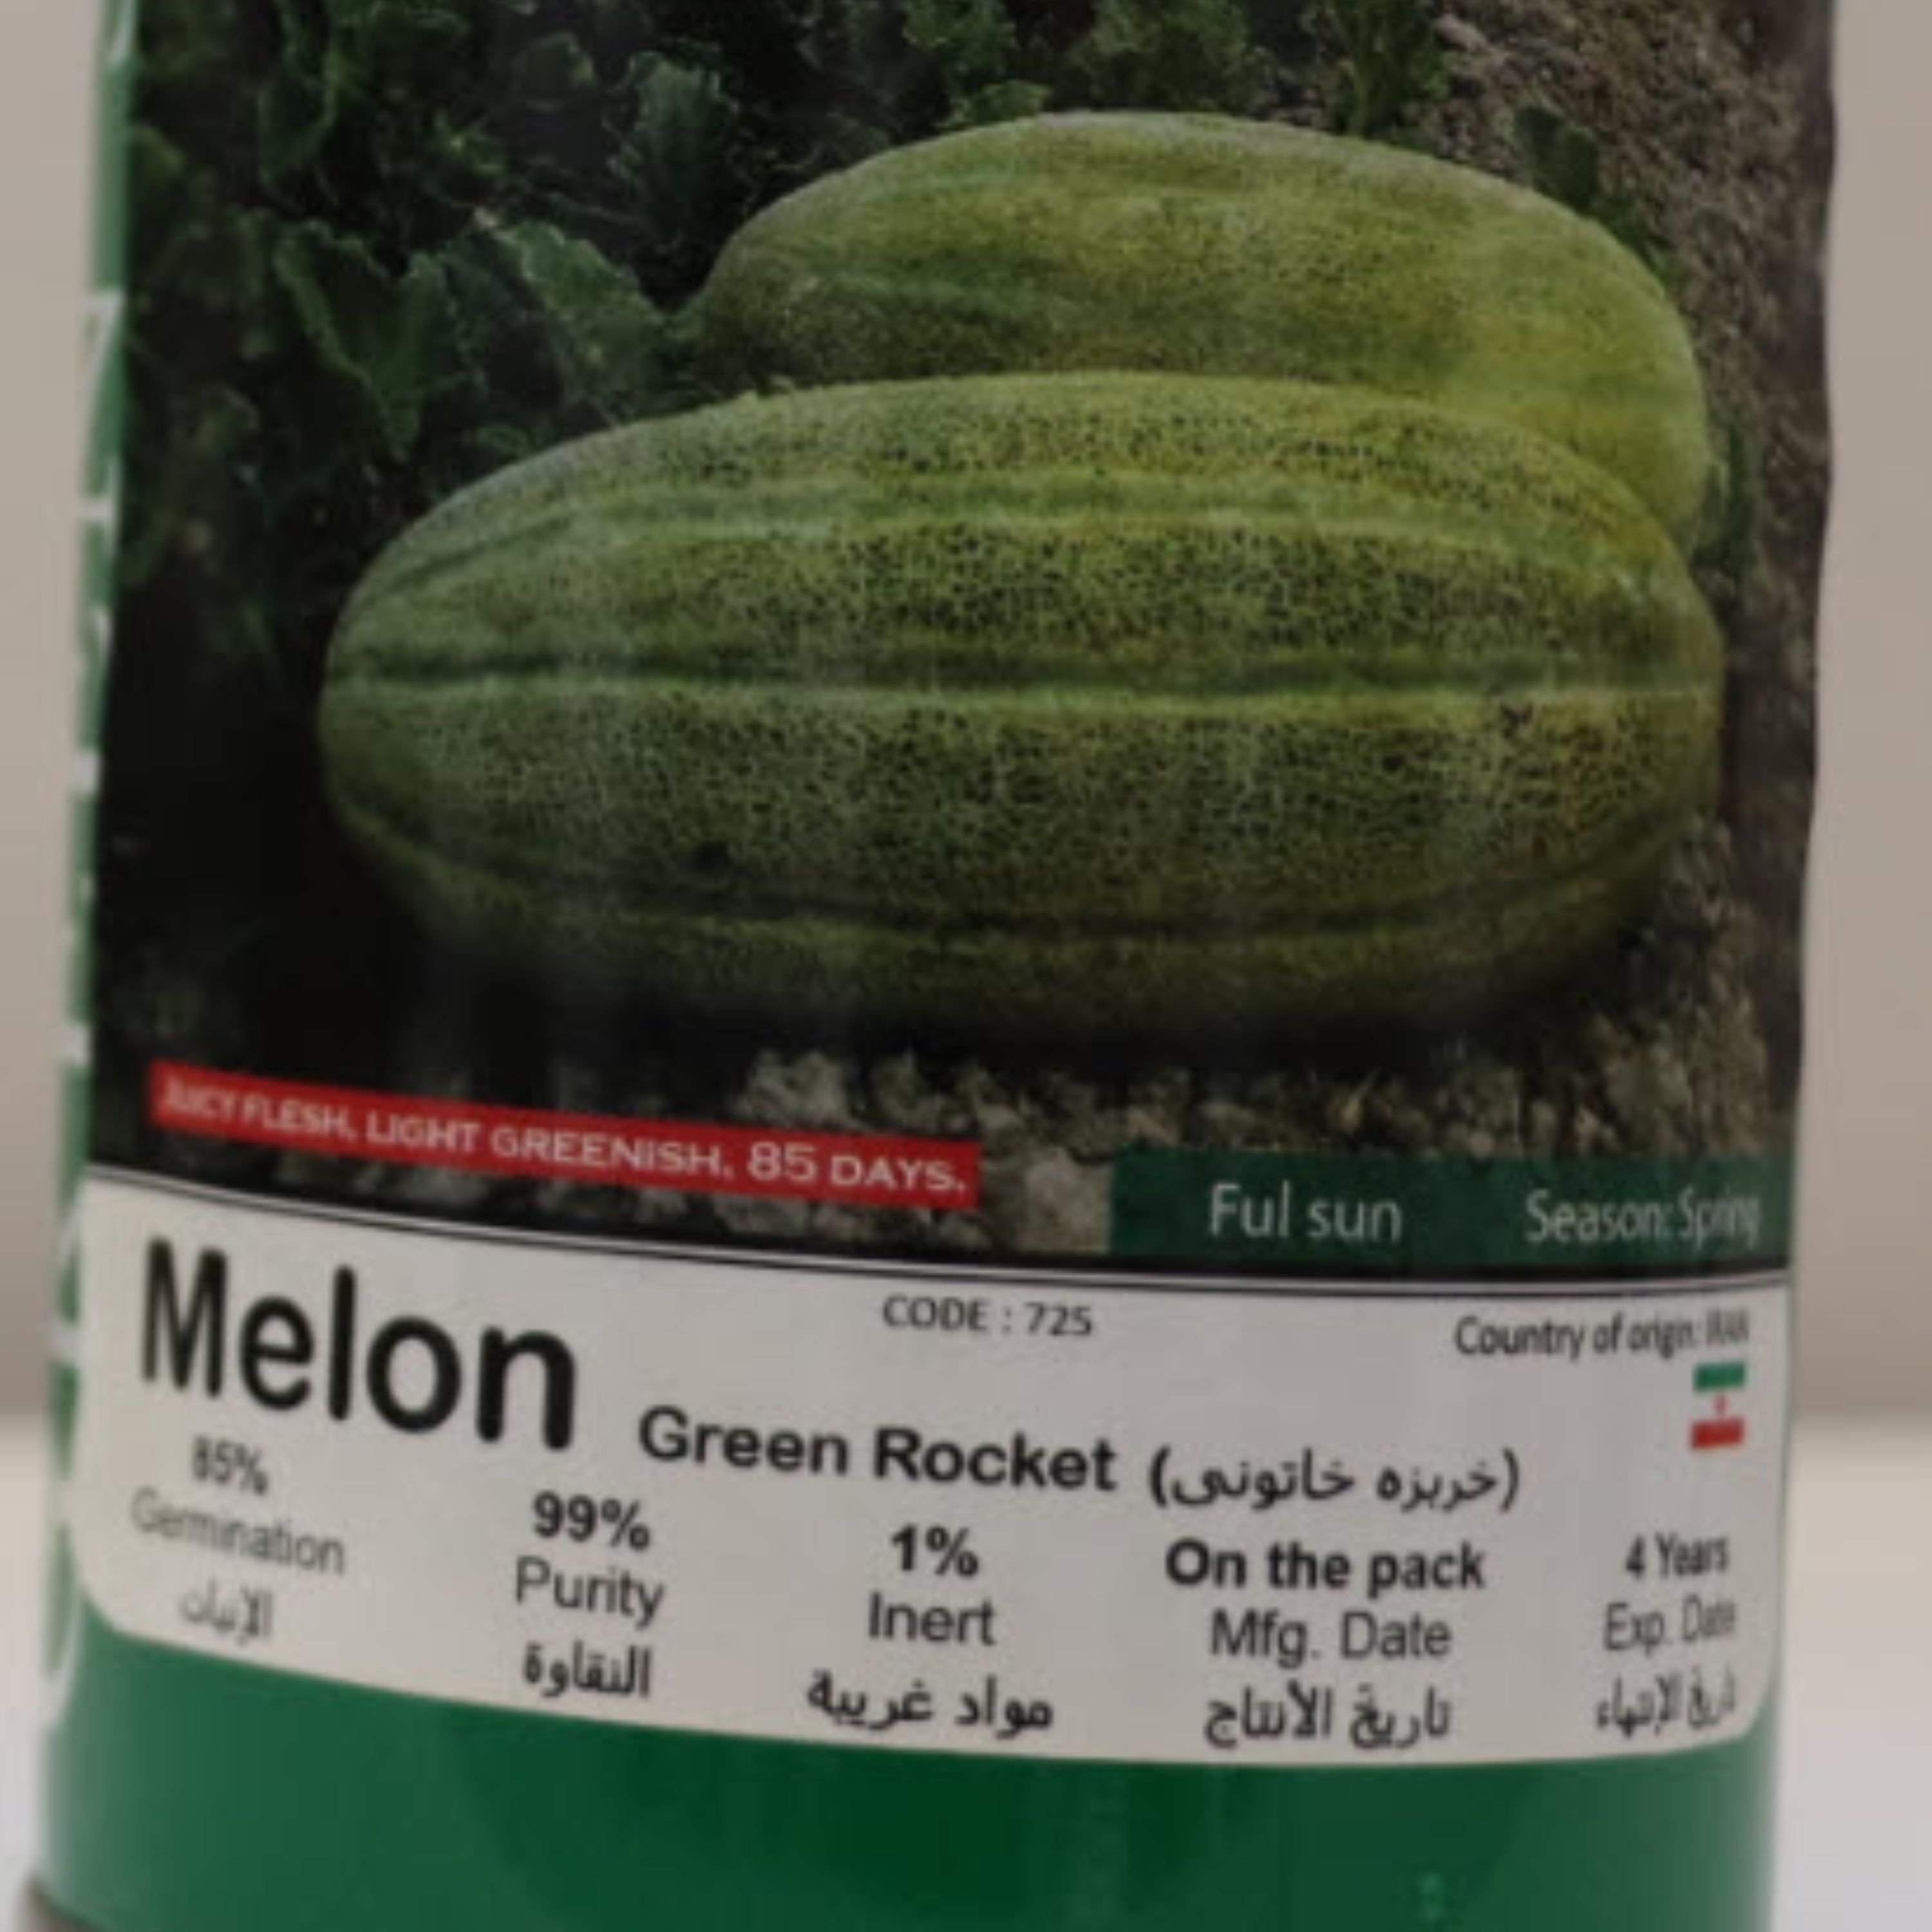 JUICY FLESH, LIGHT GREENISH, 85 DAYS.
Ful sun
Season: Spring
CODE : 725
Country of origin: IRAN
Melon
Green Rocket (خربزه خاتونی)
85%
Germination
الإنبات
99%
Purity
النقاوة
1%
Inert
مواد غريبة
On the pack
Mfg. Date
تاريخ الأنتاج
4 Years
Exp. Date
تاريخ الإنتهاء